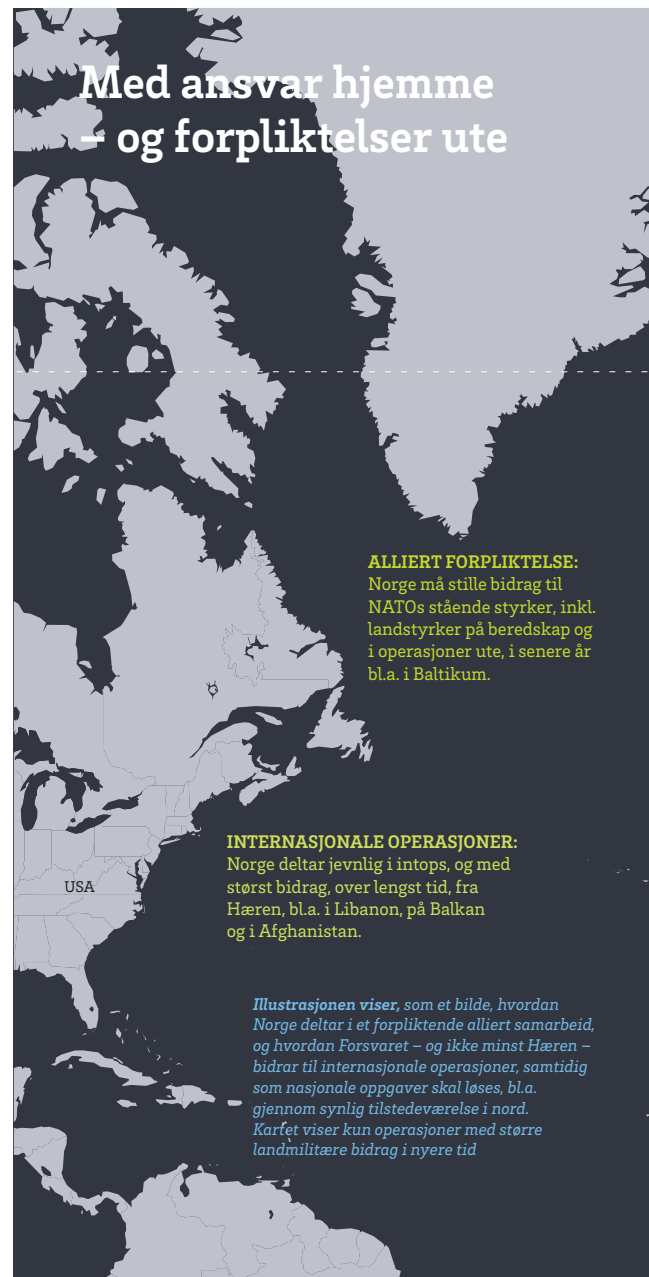 Med ansvar hjemme
– og forpliktelser ute
ALLIERT FORPLIKTELSE:
Norge må stille bidrag til
NATOs stående styrker, inkl.
landstyrker på beredskap og
i operasjoner ute, i senere år
bl.a. i Baltikum.
INTERNASJONALE OPERASJONER:
Norge deltar jevnlig i intops, og med
størst bidrag, over lengst tid, fra
Hæren, bl.a. i Libanon, på Balkan
og i Afghanistan.
USA
Illustrasjonen viser, som et bilde, hvordan
Norge deltar i et forpliktende alliert samarbeid,
og hvordan Forsvaret – og ikke minst Hæren –
bidrar til internasjonale operasjoner, samtidig
som nasjonale oppgaver skal løses, bl.a.
gjennom synlig tilstedeværelse i nord.
Kartet viser kun operasjoner med større
landmilitære bidrag i nyere tid